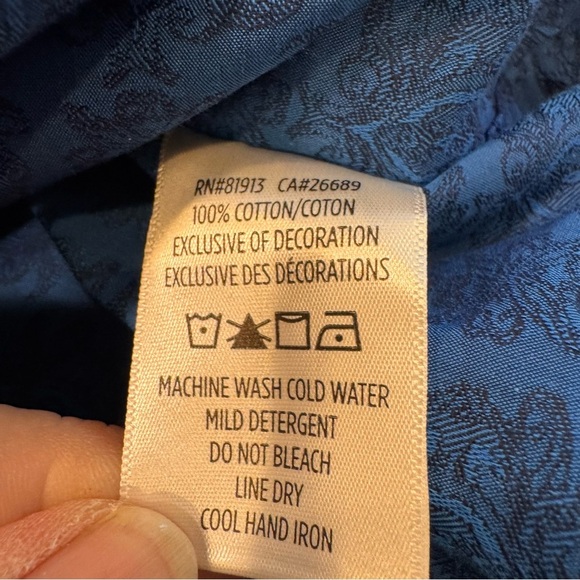 RN#81913 CA#26689
100% COTTON/COTON
EXCLUSIVE OF DECORATION
EXCLUSIVE DES DÉCORATIONS
MACHINE WASH COLD WATER
MILD DETERGENT
DO NOT BLEACH
LINE DRY
COOL HAND IRON